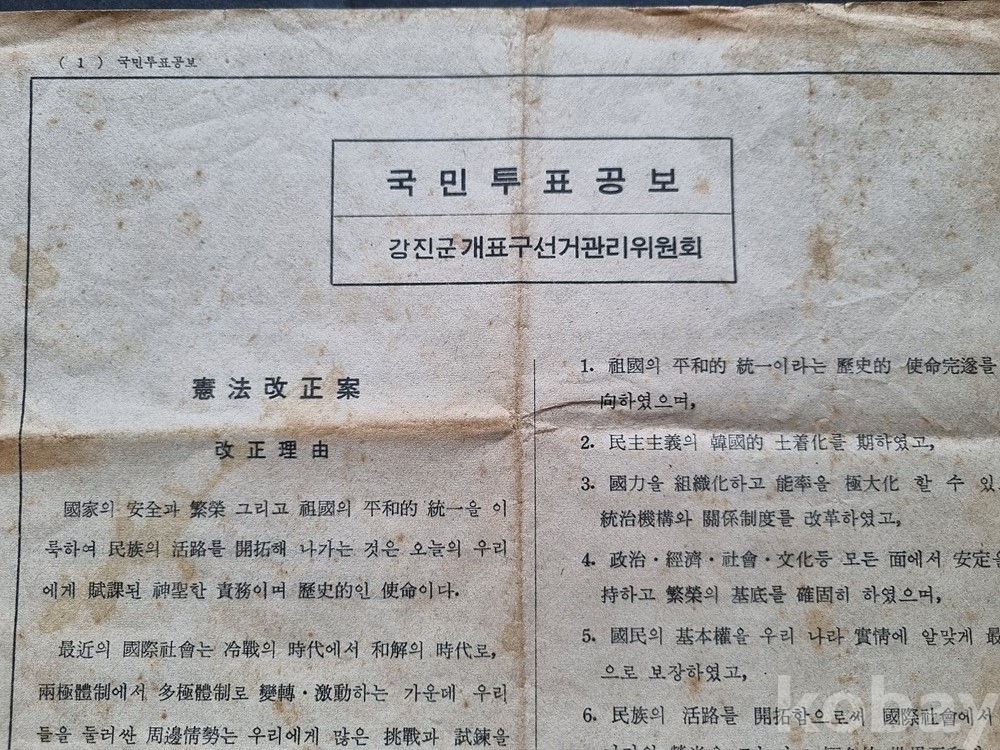 ( 1 ) 국민투표공보
국민투표공보
강진군개표구선거관리위원회
憲法改正案
改正理由
國家의 安全과 繁榮 그리고 祖國의 平和的 統一을 이
룩하여 民族의 活路를 開拓해 나가는 것은 오늘의 우리
에게 賦課된 神聖한 責務이며 歷史的인 使命이다.
最近의 國際社會는 冷戰의 時代에서 和解의 時代로,
兩極體制에서 多極體制로 變轉·激動하는 가운데 우리
들을 둘러싼 周邊情勢는 우리에게 많은 挑戰과 試鍊을
1. 祖國의 平和的 統一이라는 歷史的 使命完遂를
向하였으며,
2. 民主主義의 韓國的 土着化를 期하였고,
3. 國力을 組織化하고 能率을 極大化 할 수 있
統治機構와 關係制度를 改革하였고,
4. 政治·經濟·社會·文化등 모든 面에서 安定을
持하고 繁榮의 基底를 確固히 하였으며,
5. 國民의 基本權을 우리 나라 實情에 알맞게 最
으로 보장하였고,
6. 民族의 活路를 開拓함으로써 國際社會에서
kobay